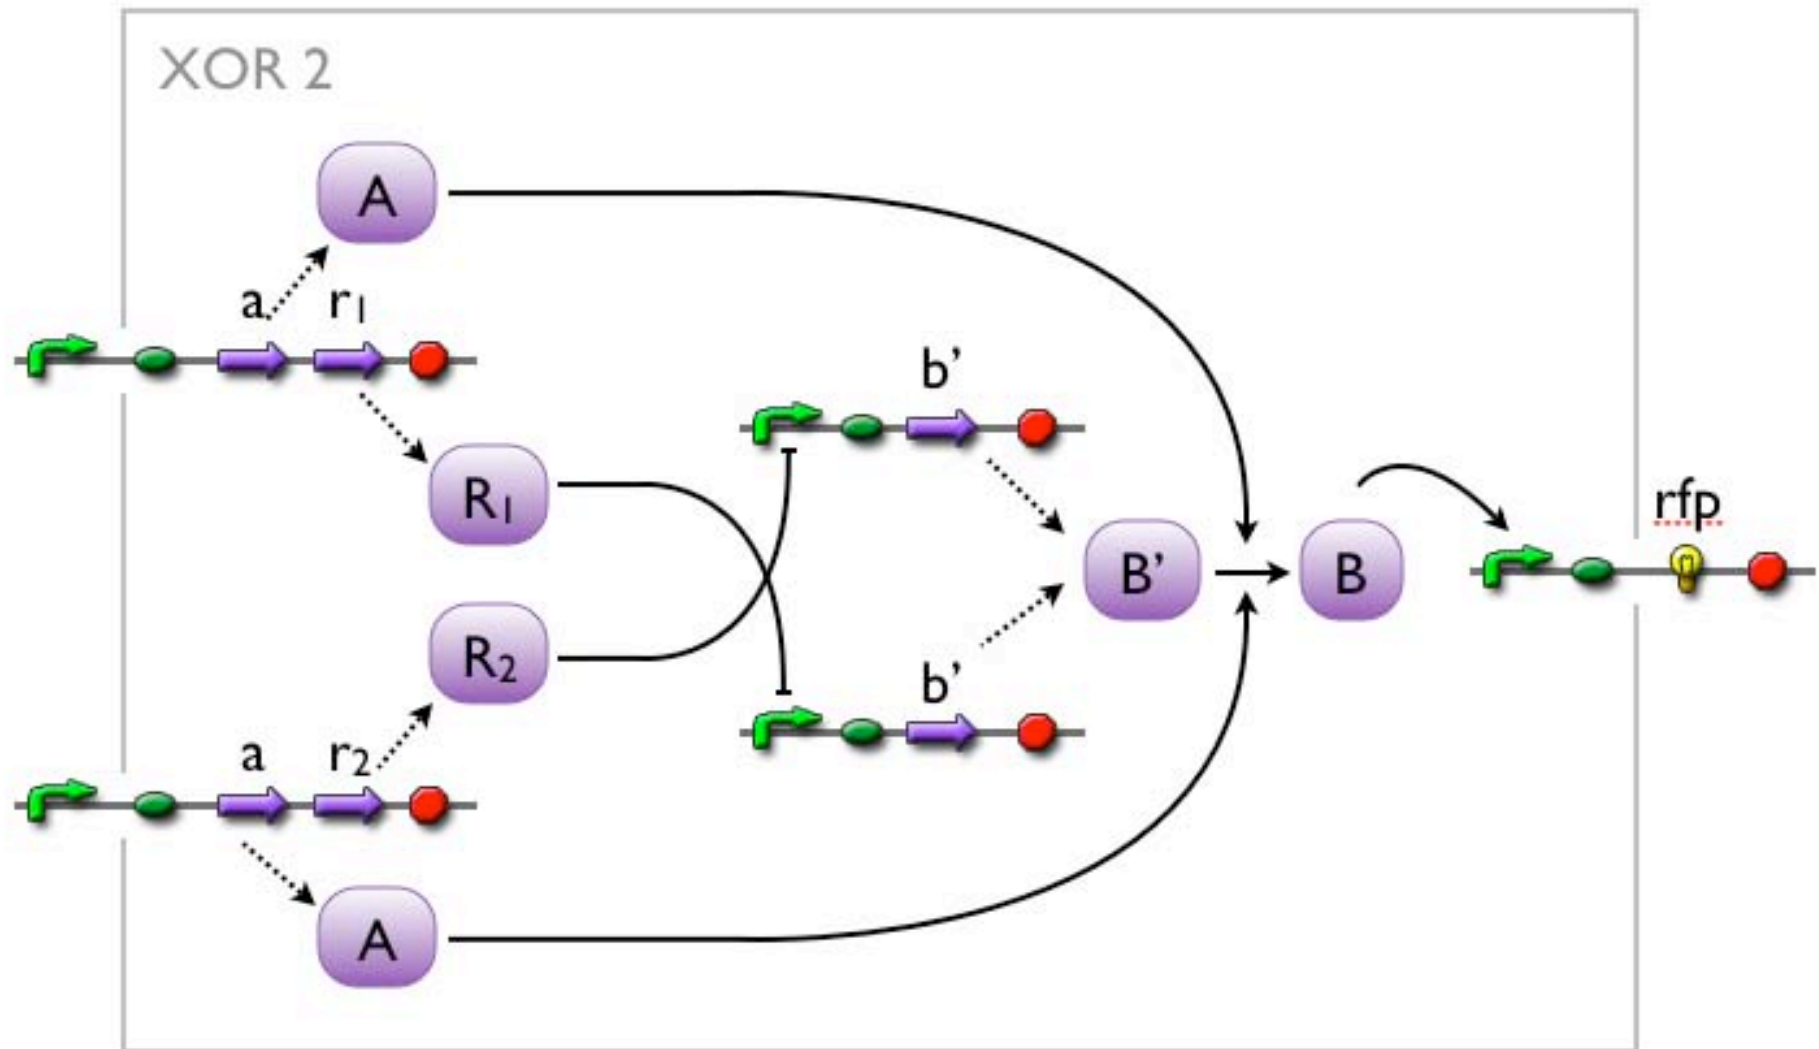 XOR 2
A
a r₁
b’
R₁
rfp
B’ B
R₂
b’
a r₂
A